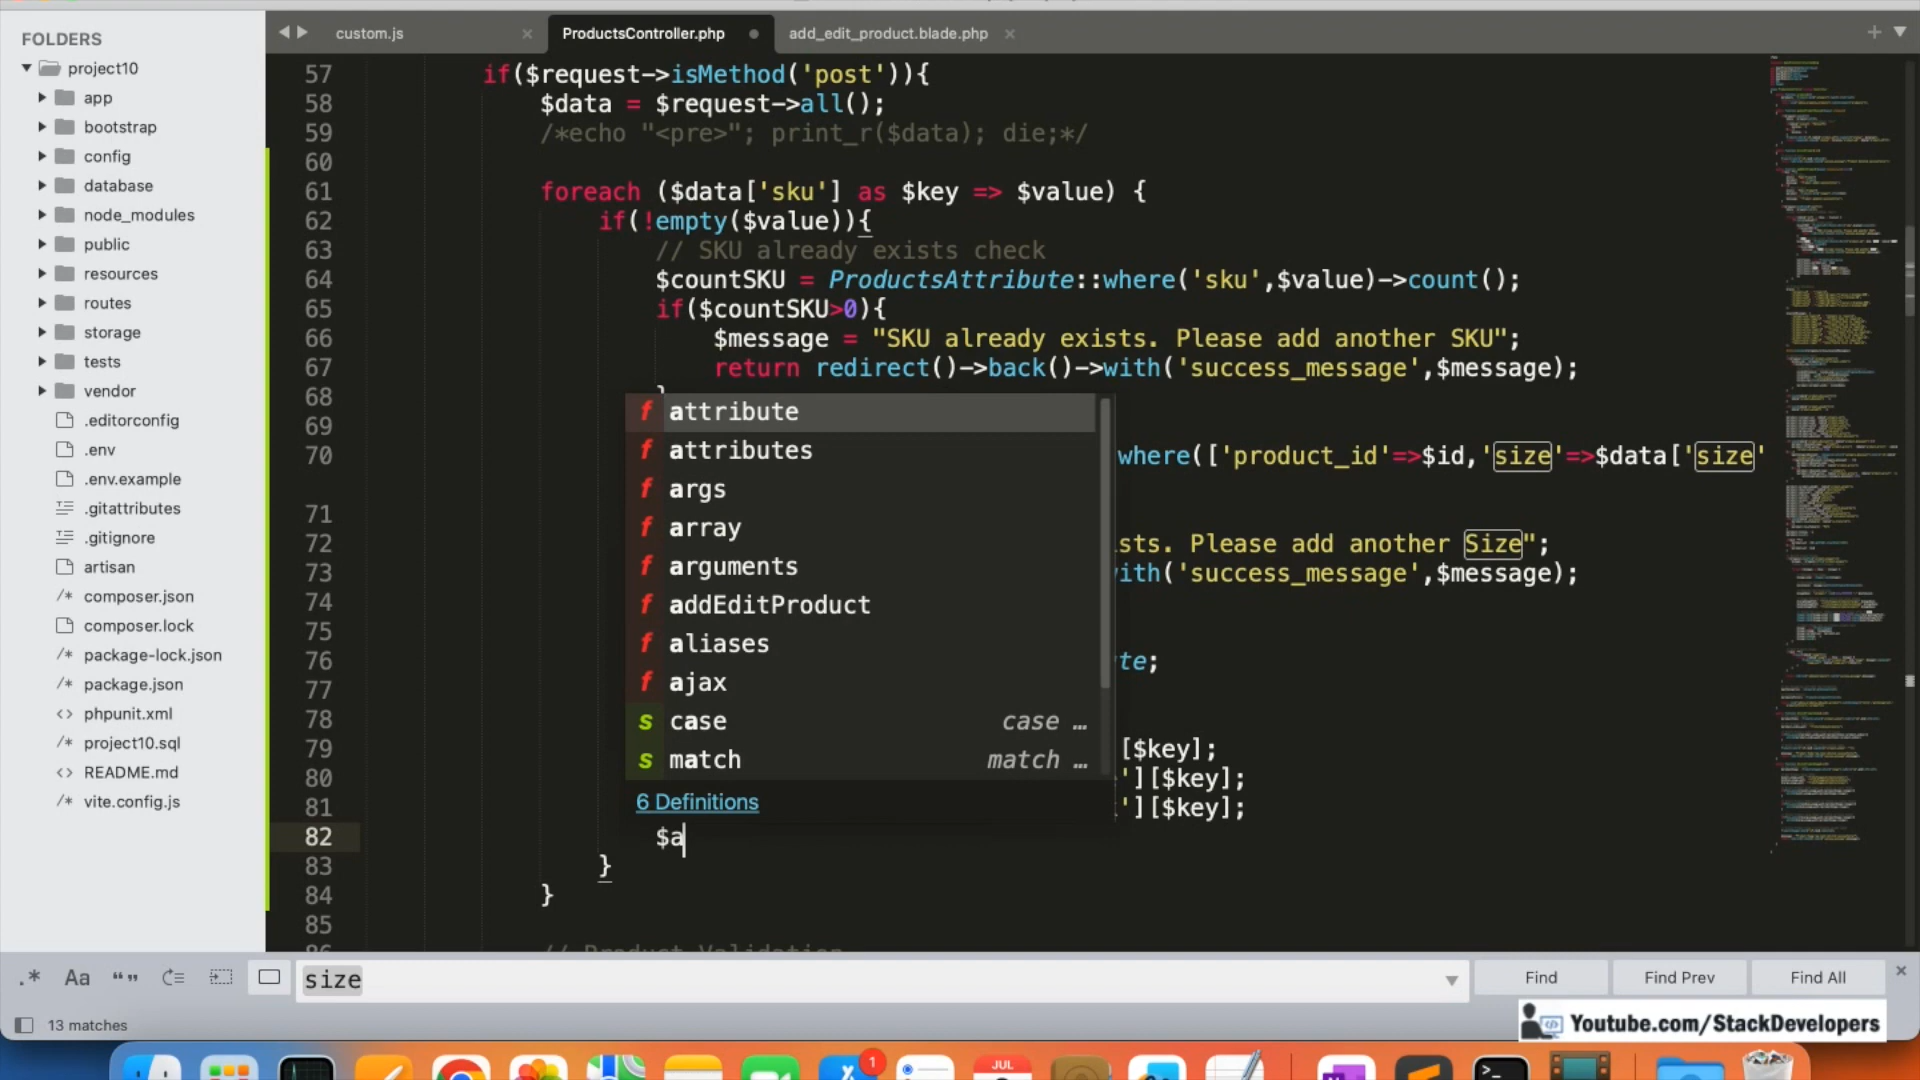 FOLDERS
project10
app
bootstrap
config
database
node_modules
public
resources
routes
storage
tests
vendor
.editorconfig
.env
.env.example
.gitattributes
.gitignore
artisan
composer.json
composer.lock
package-lock.json
package.json
phpunit.xml
project10.sql
README.md
vite.config.js
custom.js
ProductsController.php
add_edit_product.blade.php
57 if($request->isMethod('post')){
58 $data = $request->all();
59 /*echo "<pre>"; print_r($data); die;*/
60
61 foreach ($data['sku'] as $key => $value) {
62 if(!empty($value)){
63 // SKU already exists check
64 $countSKU = ProductsAttribute::where('sku',$value)->count();
65 if($countSKU>0){
66 $message = "SKU already exists. Please add another SKU";
67 return redirect()->back()->with('success_message',$message);
68 }
69
70 where(['product_id'=>$id,'size'=>$data['size'
71
72 sts. Please add another Size";
73 with('success_message',$message);
74
75
76 te;
77
78
79 [$key];
80 '][$key];
81 '][$key];
82 $a
83 }
84 }
85
86 // Product Validation
f attribute
f attributes
f args
f array
f arguments
f addEditProduct
f aliases
f ajax
s case case ...
s match match ...
6 Definitions
.* Aa “”
size
Find
Find Prev
Find All
13 matches
Youtube.com/StackDevelopers
1
JUL